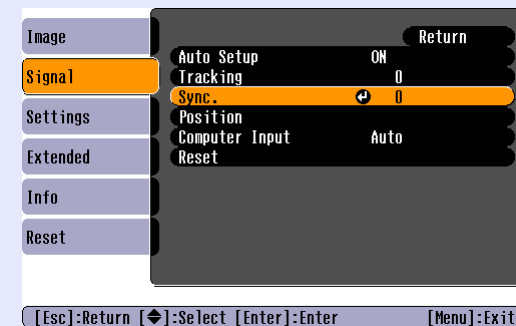 Image
Signal
Settings
Extended
Info
Reset
Return
Auto Setup ON
Tracking 0
Sync. 0
Position
Computer Input Auto
Reset
[Esc]:Return [◆]:Select [Enter]:Enter [Menu]:Exit